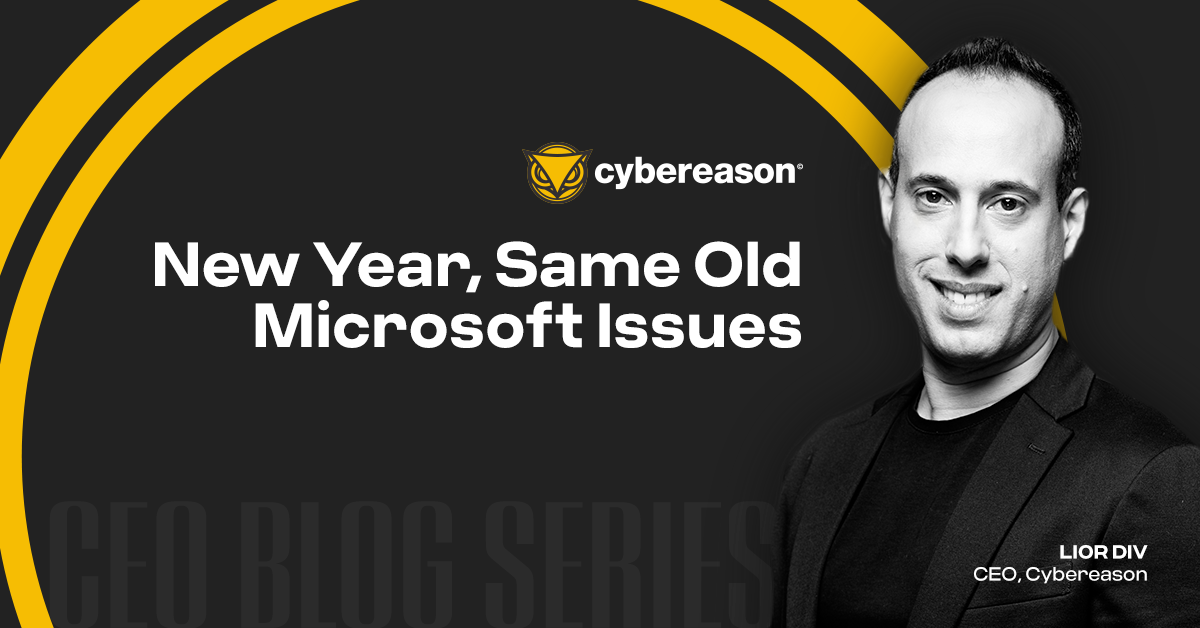 cybereason©
New Year, Same Old
Microsoft Issues
CEO BLOG SERIES
LIOR DIV
CEO, Cybereason